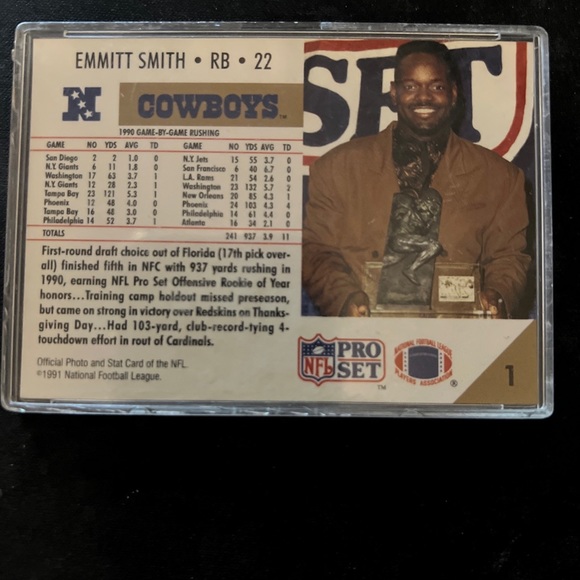 EMMITT SMITH • RB • 22
N
COWBOYS™
1990 GAME-BY-GAME RUSHING
GAME NO YDS AVG TD GAME NO YDS AVG TD
San Diego 2 2 1.0 0 N.Y. Jets 15 55 3.7 0
N.Y. Giants 6 11 1.8 0 San Francisco 6 40 6.7 0
Washington 17 63 3.7 1 L.A. Rams 21 54 2.6 0
N.Y. Giants 12 28 2.3 1 Washington 23 132 5.7 2
Tampa Bay 23 121 5.3 1 New Orleans 20 85 4.3 1
Phoenix 12 48 4.0 0 Phoenix 24 103 4.3 4
Tampa Bay 16 48 3.0 0 Philadelphia 14 61 4.4 0
Philadelphia 14 52 3.7 1 Atlanta 16 34 2.1 0
TOTALS 241 937 3.9 11
First-round draft choice out of Florida (17th pick over-
all) finished fifth in NFC with 937 yards rushing in
1990, earning NFL Pro Set Offensive Rookie of Year
honors...Training camp holdout missed preseason,
but came on strong in victory over Redskins on Thanks-
giving Day...Had 103-yard, club-record-tying 4-
touchdown effort in rout of Cardinals.
Official Photo and Stat Card of the NFL.
©1991 National Football League.
SET
NFL
PRO
SET
™
NATIONAL FOOTBALL LEAGUE
PLAYERS ASSOCIATION
®
1